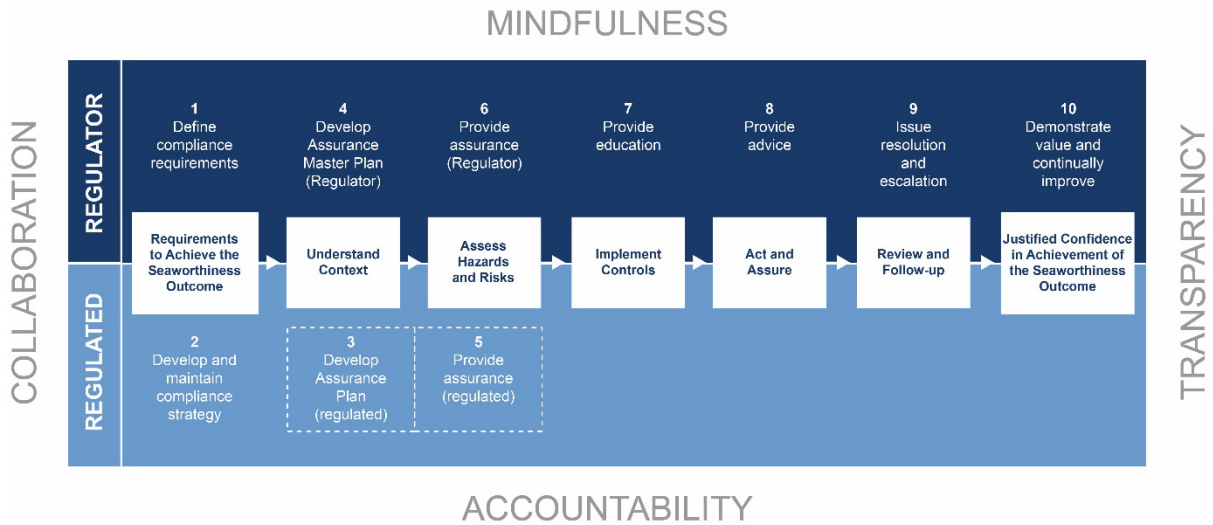 MINDFULNESS
COLLABORATION
REGULATOR
1
Define
compliance
requirements
4
Develop
Assurance
Master Plan
(Regulator)
6
Provide
assurance
(Regulator)
7
Provide
education
8
Provide
advice
9
Issue
resolution
and
escalation
10
Demonstrate
value and
continually
improve
Requirements
to Achieve the
Seaworthiness
Outcome
Understand
Context
Assess
Hazards
and Risks
Implement
Controls
Act and
Assure
Review and
Follow-up
Justified Confidence
in Achievement of
the Seaworthiness
Outcome
REGULATED
2
Develop and
maintain
compliance
strategy
3
Develop
Assurance
Plan
(regulated)
5
Provide
assurance
(regulated)
TRANSPARENCY
ACCOUNTABILITY